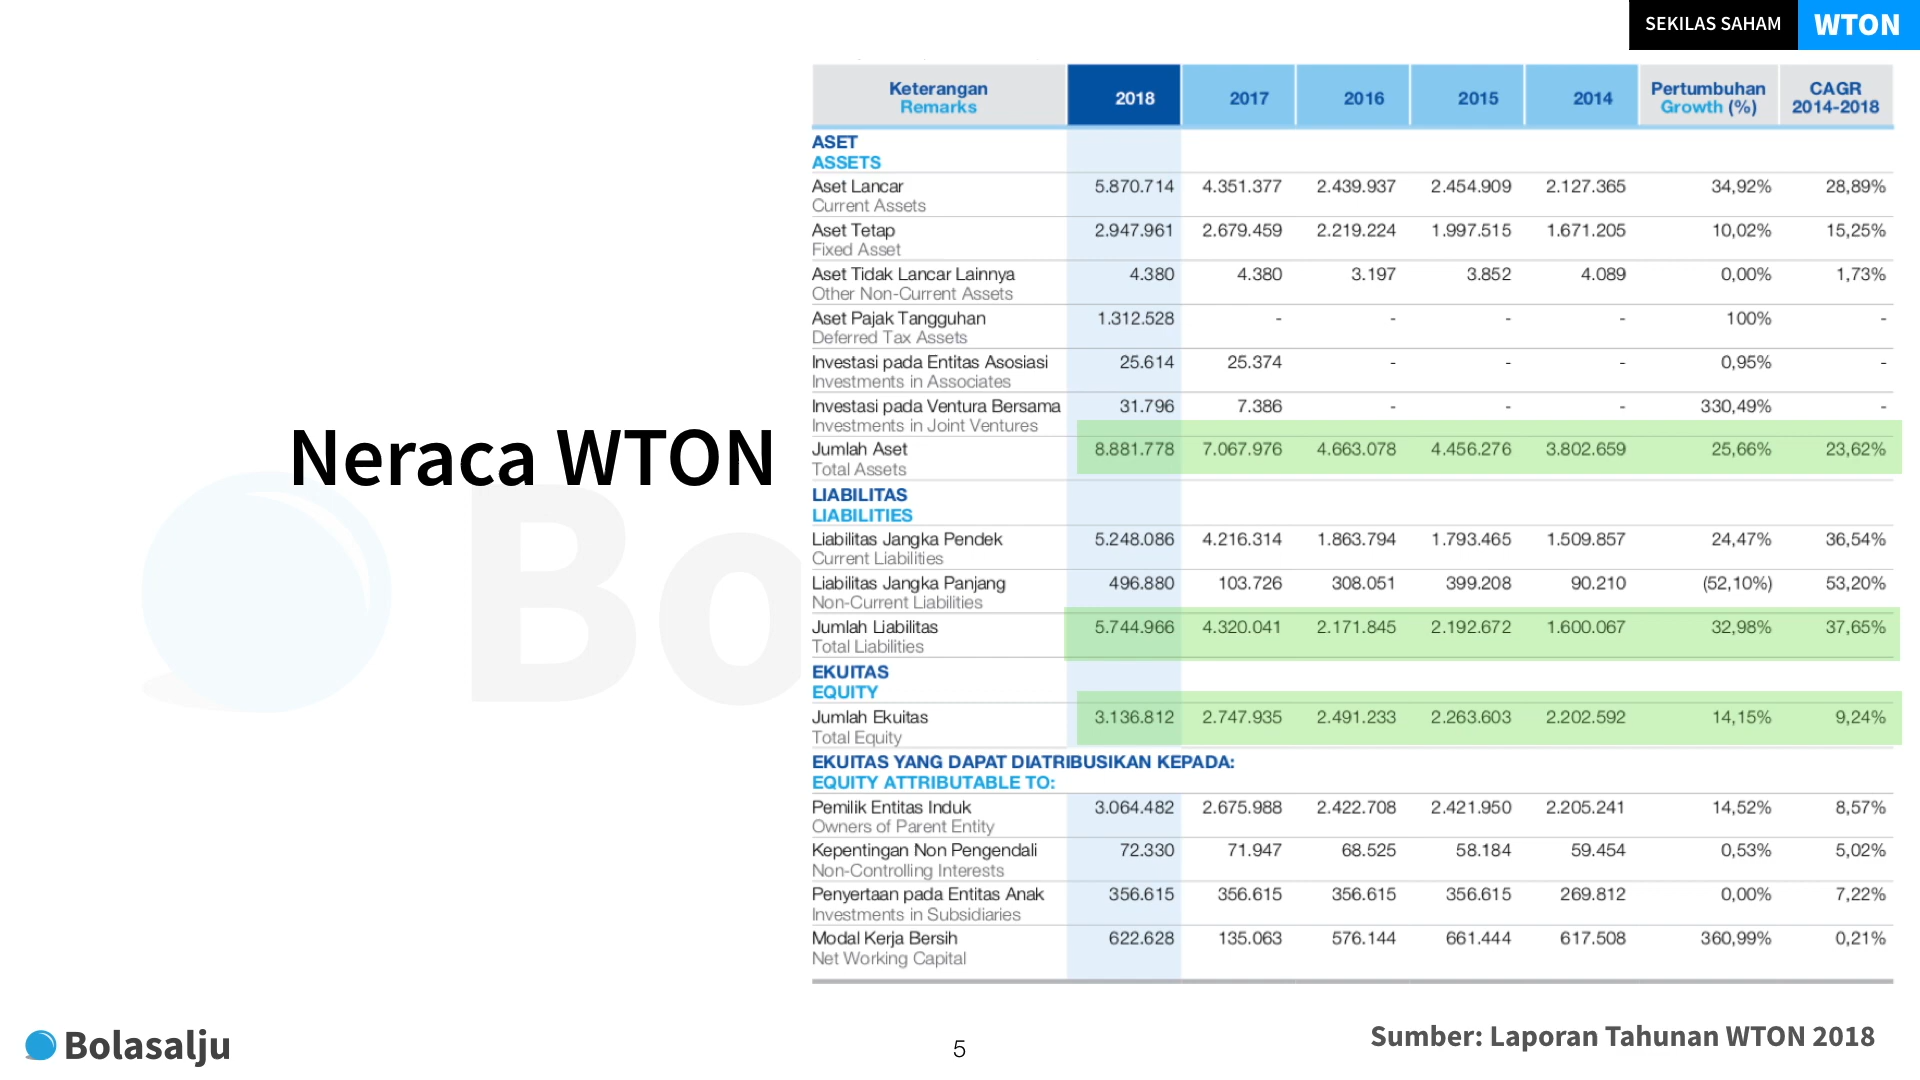 SEKILAS SAHAM WTON
Neraca WTON
Keterangan 2018 2017 2016 2015 2014 Pertumbuhan CAGR
Remarks Growth (%) 2014-2018
ASET
ASSETS
Aset Lancar 5.870.714 4.351.377 2.439.937 2.454.909 2.127.365 34,92% 28,89%
Current Assets
Aset Tetap 2.947.961 2.679.459 2.219.224 1.997.515 1.671.205 10,02% 15,25%
Fixed Asset
Aset Tidak Lancar Lainnya 4.380 4.380 3.197 3.852 4.089 0,00% 1,73%
Other Non-Current Assets
Aset Pajak Tangguhan 1.312.528 - - - - 100% -
Deferred Tax Assets
Investasi pada Entitas Asosiasi 25.614 25.374 - - - 0,95% -
Investments in Associates
Investasi pada Ventura Bersama 31.796 7.386 - - - 330,49% -
Investments in Joint Ventures
Jumlah Aset 8.881.778 7.067.976 4.663.078 4.456.276 3.802.659 25,66% 23,62%
Total Assets
LIABILITAS
LIABILITIES
Liabilitas Jangka Pendek 5.248.086 4.216.314 1.863.794 1.793.465 1.509.857 24,47% 36,54%
Current Liabilities
Liabilitas Jangka Panjang 496.880 103.726 308.051 399.208 90.210 (52,10%) 53,20%
Non-Current Liabilities
Jumlah Liabilitas 5.744.966 4.320.041 2.171.845 2.192.672 1.600.067 32,98% 37,65%
Total Liabilities
EKUITAS
EQUITY
Jumlah Ekuitas 3.136.812 2.747.935 2.491.233 2.263.603 2.202.592 14,15% 9,24%
Total Equity
EKUITAS YANG DAPAT DIATRIBUSIKAN KEPADA:
EQUITY ATTRIBUTABLE TO:
Pemilik Entitas Induk 3.064.482 2.675.988 2.422.708 2.421.950 2.205.241 14,52% 8,57%
Owners of Parent Entity
Kepentingan Non Pengendali 72.330 71.947 68.525 58.184 59.454 0,53% 5,02%
Non-Controlling Interests
Penyertaan pada Entitas Anak 356.615 356.615 356.615 356.615 269.812 0,00% 7,22%
Investments in Subsidiaries
Modal Kerja Bersih 622.628 135.063 576.144 661.444 617.508 360,99% 0,21%
Net Working Capital
Bo
Bolasalju
5
Sumber: Laporan Tahunan WTON 2018